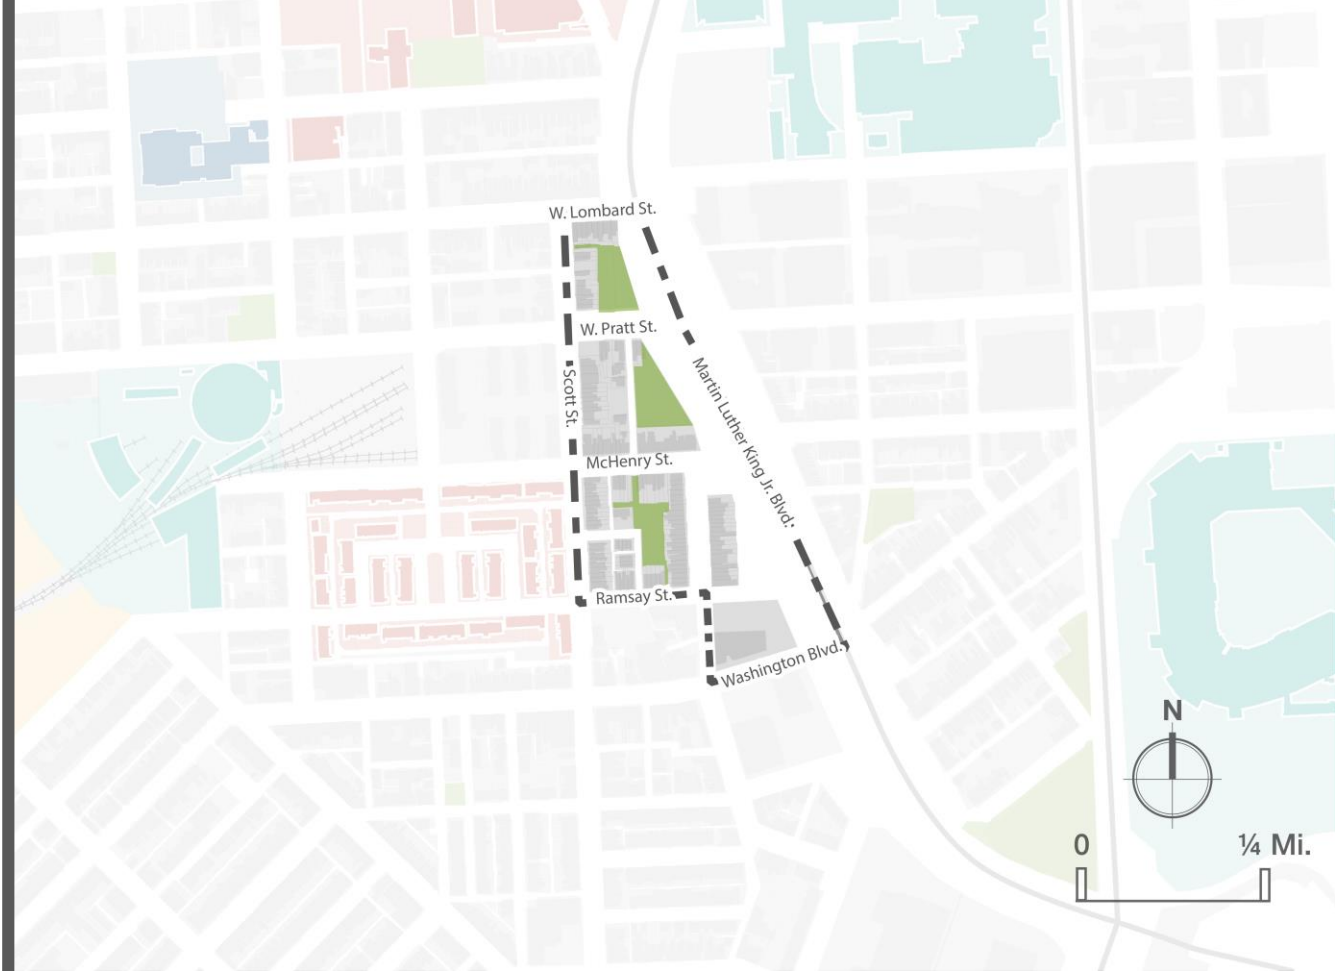 W. Lombard St.
W. Pratt St.
Scott St.
Martin Luther King Jr. Blvd.
McHenry St.
Ramsay St.
Washington Blvd.
N
0 ¼ Mi.